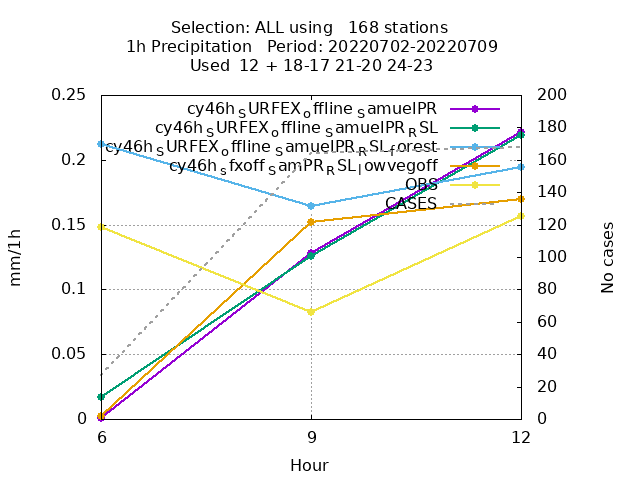 Selection: ALL using 168 stations
1h Precipitation Period: 20220702-20220709
Used 12 + 18-17 21-20 24-23
0.25
0.2
0.15
0.1
0.05
0
200
180
160
140
120
100
80
60
40
20
0
cy46h_SURFEX_offline_SamuelPR
cy46h_SURFEX_offline_SamuelPR_RSL
cy46h_SURFEX_offline_SamuelPR_RSL_forest
cy46h_sfxoff_SamPR_RSL_lowvegoff
OBS
CASES
mm/1h
No cases
6
9
12
Hour